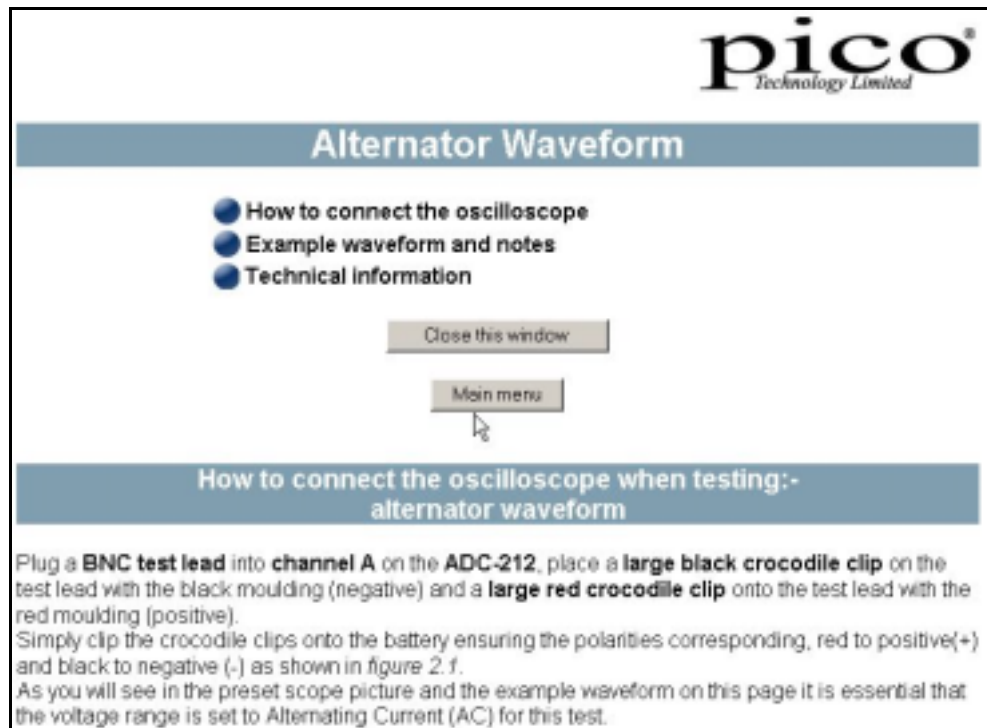 pico®
Technology Limited
Alternator Waveform
How to connect the oscilloscope
Example waveform and notes
Technical information
Close this window
Main menu
How to connect the oscilloscope when testing:-
alternator waveform
Plug a BNC test lead into channel A on the ADC-212, place a large black crocodile clip on the
test lead with the black moulding (negative) and a large red crocodile clip onto the test lead with the
red moulding (positive).
Simply clip the crocodile clips onto the battery ensuring the polarities corresponding, red to positive(+)
and black to negative (-) as shown in figure 2.1.
As you will see in the preset scope picture and the example waveform on this page it is essential that
the voltage range is set to Alternating Current (AC) for this test.